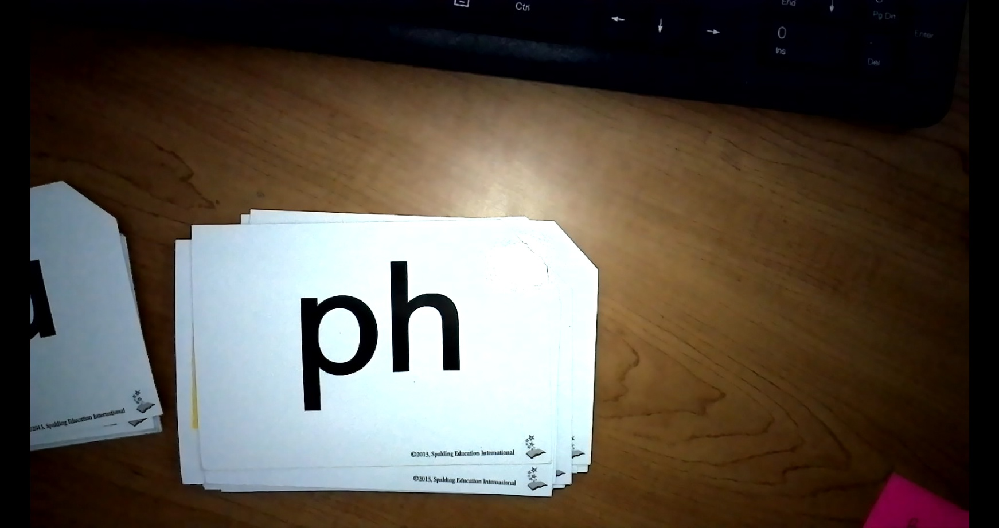 Ctrl
End
Pg Dn
0
Ins
Enter
Del
ph
2013, Spalding Education International
©2013, Spalding Education International
©2013, Spalding Education International